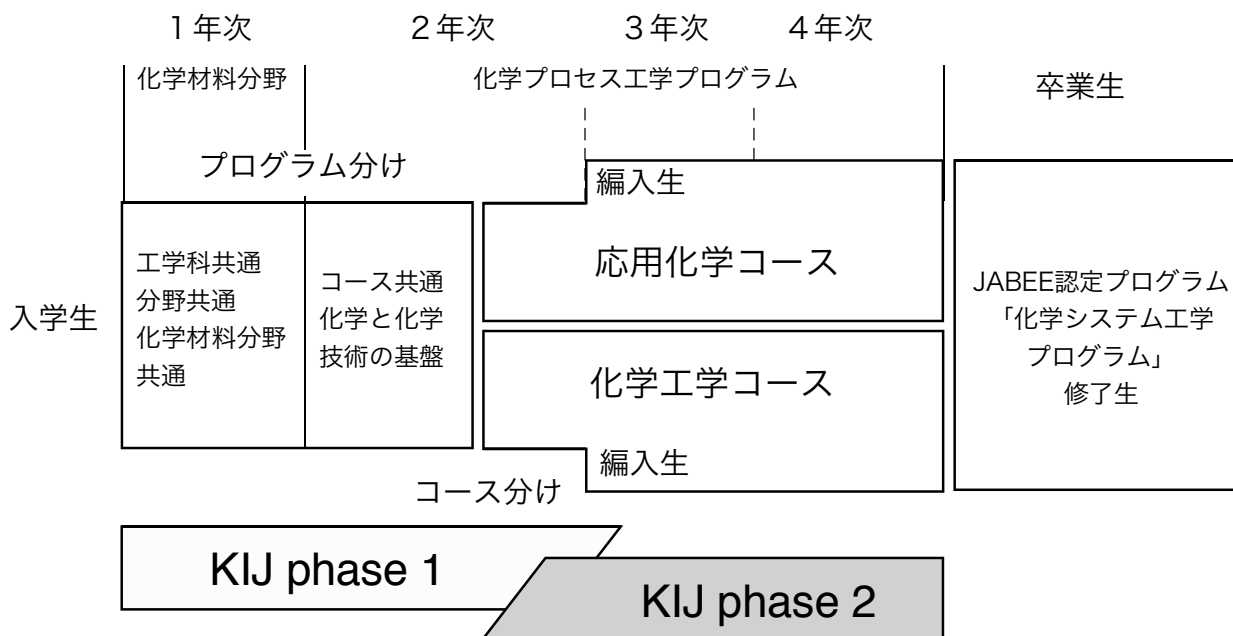 １年次
２年次
３年次
４年次
化学材料分野
化学プロセス工学プログラム
卒業生
プログラム分け
編入生
工学科共通
分野共通
化学材料分野
共通
コース共通
化学と化学
技術の基盤
応用化学コース
入学生
JABEE認定プログラム
「化学システム工学
プログラム」
修了生
化学工学コース
編入生
コース分け
KIJ phase 1
KIJ phase 2